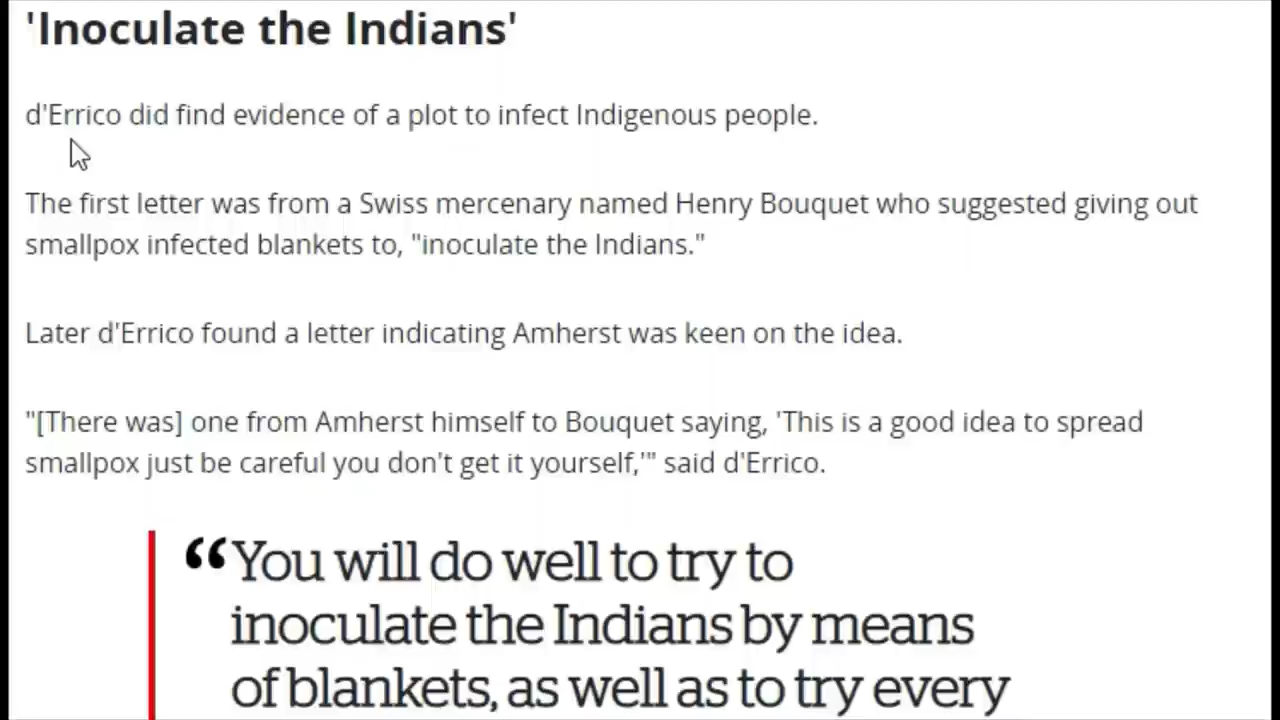 'Inoculate the Indians'
d'Errico did find evidence of a plot to infect Indigenous people.
The first letter was from a Swiss mercenary named Henry Bouquet who suggested giving out
smallpox infected blankets to, "inoculate the Indians."
Later d'Errico found a letter indicating Amherst was keen on the idea.
"[There was] one from Amherst himself to Bouquet saying, 'This is a good idea to spread
smallpox just be careful you don't get it yourself,'" said d'Errico.
“You will do well to try to
inoculate the Indians by means
of blankets, as well as to try every